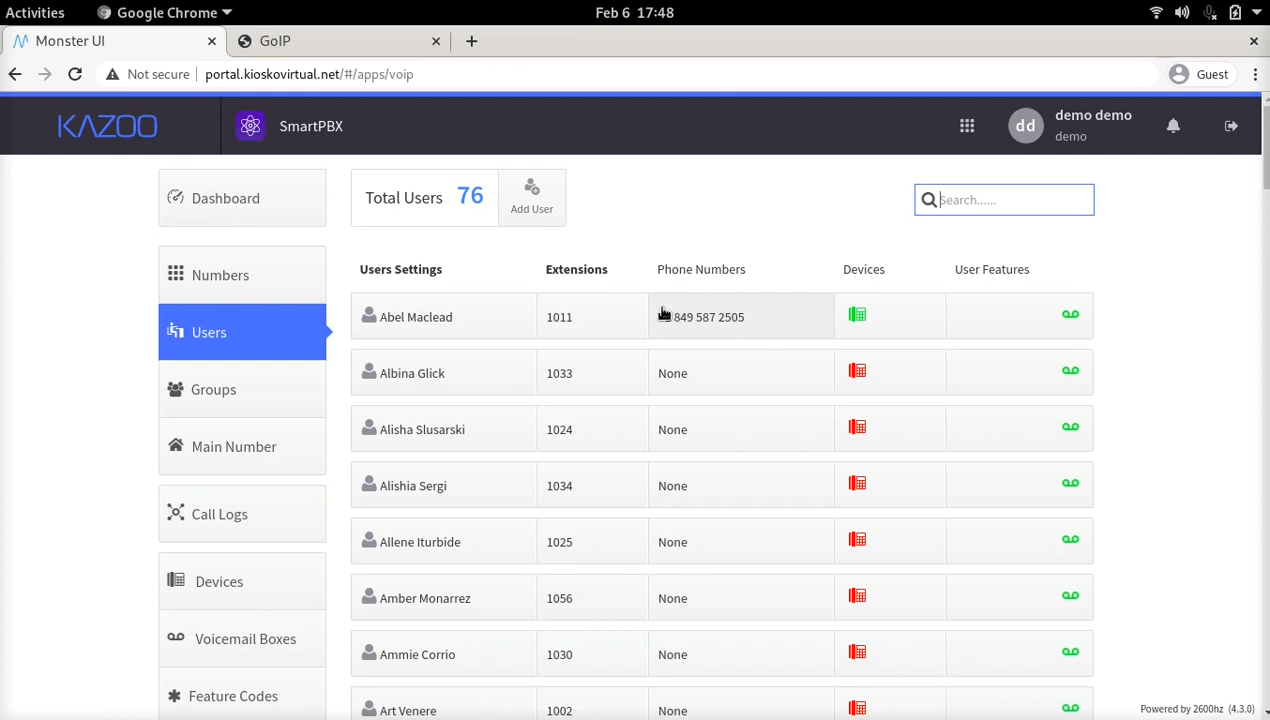 Activities Google Chrome Feb 6 17:48
Monster UI GoIP
Not secure portal.kioskovirtual.net/#/apps/voip Guest
KAZOO SmartPBX dd demo demo
demo
Dashboard Total Users 76 Add User Search......
Numbers Users Settings Extensions Phone Numbers Devices User Features
Users Abel Maclead 1011 849 587 2505
Albina Glick 1033 None
Groups
Alisha Slusarski 1024 None
Main Number
Alishia Sergi 1034 None
Call Logs
Allene Iturbide 1025 None
Devices
Amber Monarrez 1056 None
Voicemail Boxes
Ammie Corrio 1030 None
Feature Codes
Art Venere 1002 None
Powered by 2600hz (4.3.0)